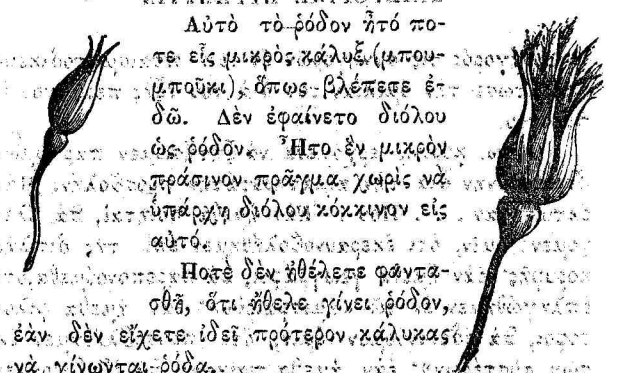 Αὐτὸ τὸ ῥόδον ἦτό πο-
τε εἷς μικρὸς κάλυξ (μπου-
μποῦκι), ὅπως βλέπετε ἐ-
δῶ. Δὲν ἐφαίνετο διόλου
ὡς ῥόδον. Ἦτο ἓν μικρὸν
πράσινον πρᾶγμα χωρὶς νὰ
ὑπάρχῃ διόλου κόκκινον εἰς
αὐτό.
Ποτὲ δὲν ἠθέλετε φαντα-
σθῆ, ὅτι ἤθελε γίνει ῥόδον,
ἐὰν δὲν εἴχετε ἰδεῖ πρότερον κάλυκας
νὰ γίνωνται ῥόδα.